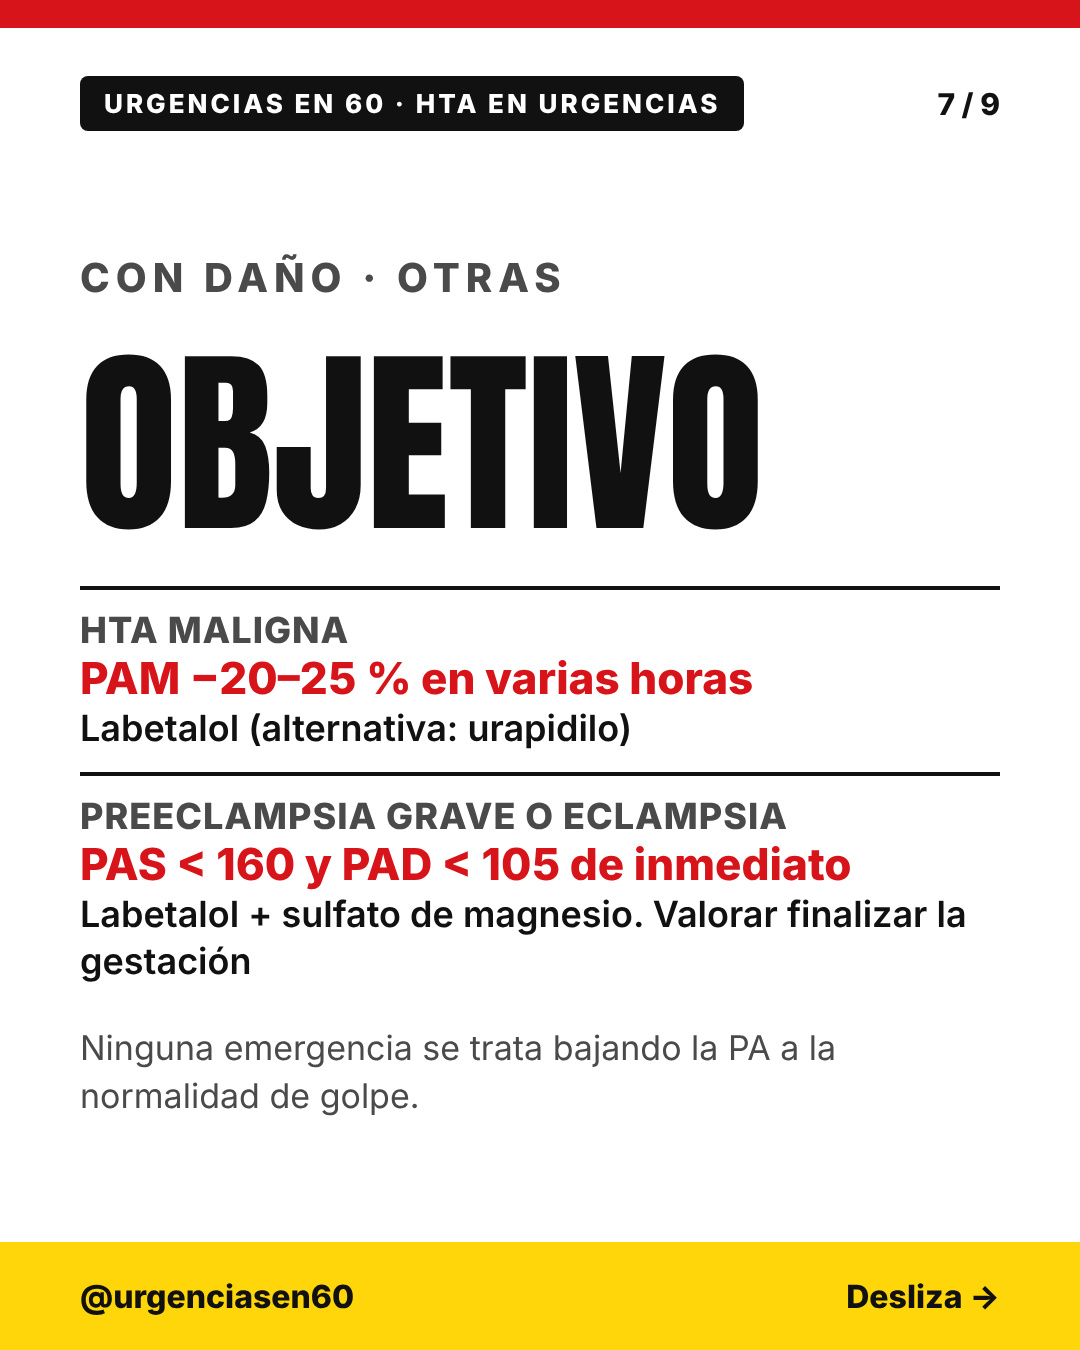 URGENCIAS EN 60 · HTA EN URGENCIAS
7 / 9
CON DAÑO · OTRAS
OBJETIVO
HTA MALIGNA
PAM −20–25 % en varias horas
Labetalol (alternativa: urapidilo)
PREECLAMPSIA GRAVE O ECLAMPSIA
PAS < 160 y PAD < 105 de inmediato
Labetalol + sulfato de magnesio. Valorar finalizar la
gestación
Ninguna emergencia se trata bajando la PA a la
normalidad de golpe.
@urgenciasen60
Desliza →